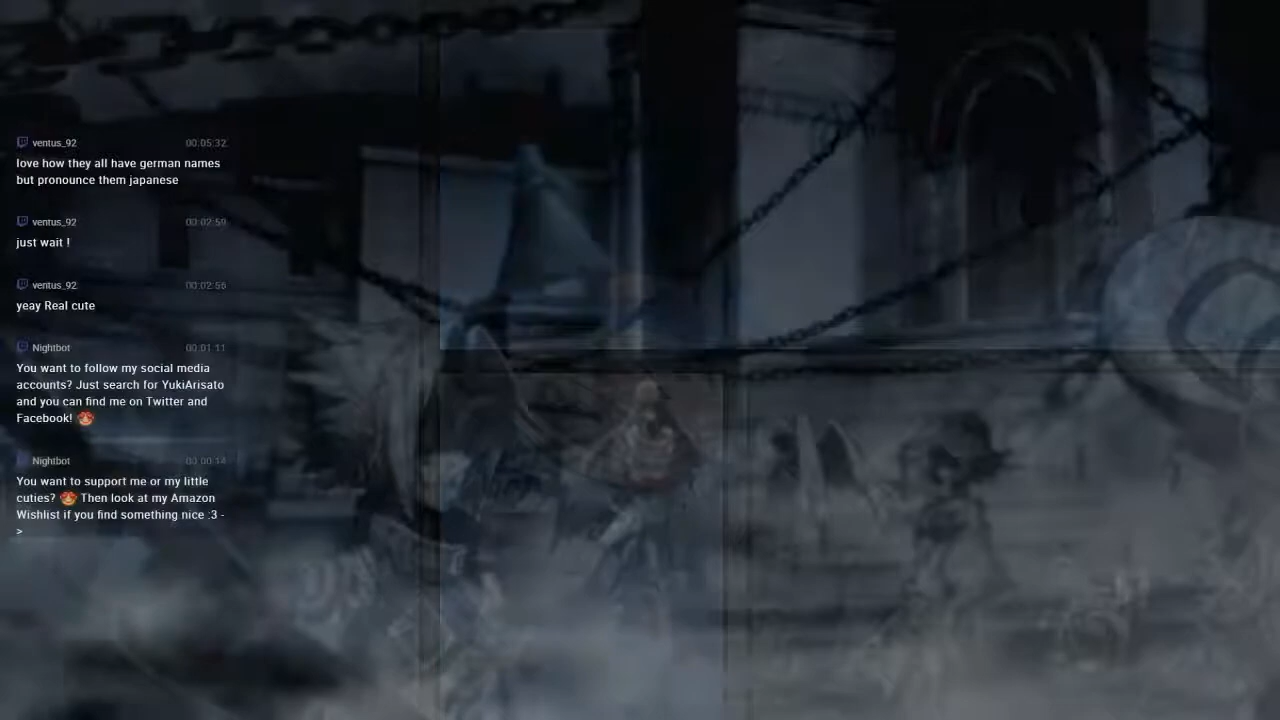 ventus_92 00:05:32
love how they all have german names
but pronounce them japanese
ventus_92 00:02:59
just wait !
ventus_92 00:02:56
yeay Real cute
Nightbot 00:01:11
You want to follow my social media
accounts? Just search for YukiArisato
and you can find me on Twitter and
Facebook! 😍
Nightbot 00:00:14
You want to support me or my little
cuties? 😍 Then look at my Amazon
Wishlist if you find something nice :3 -
>